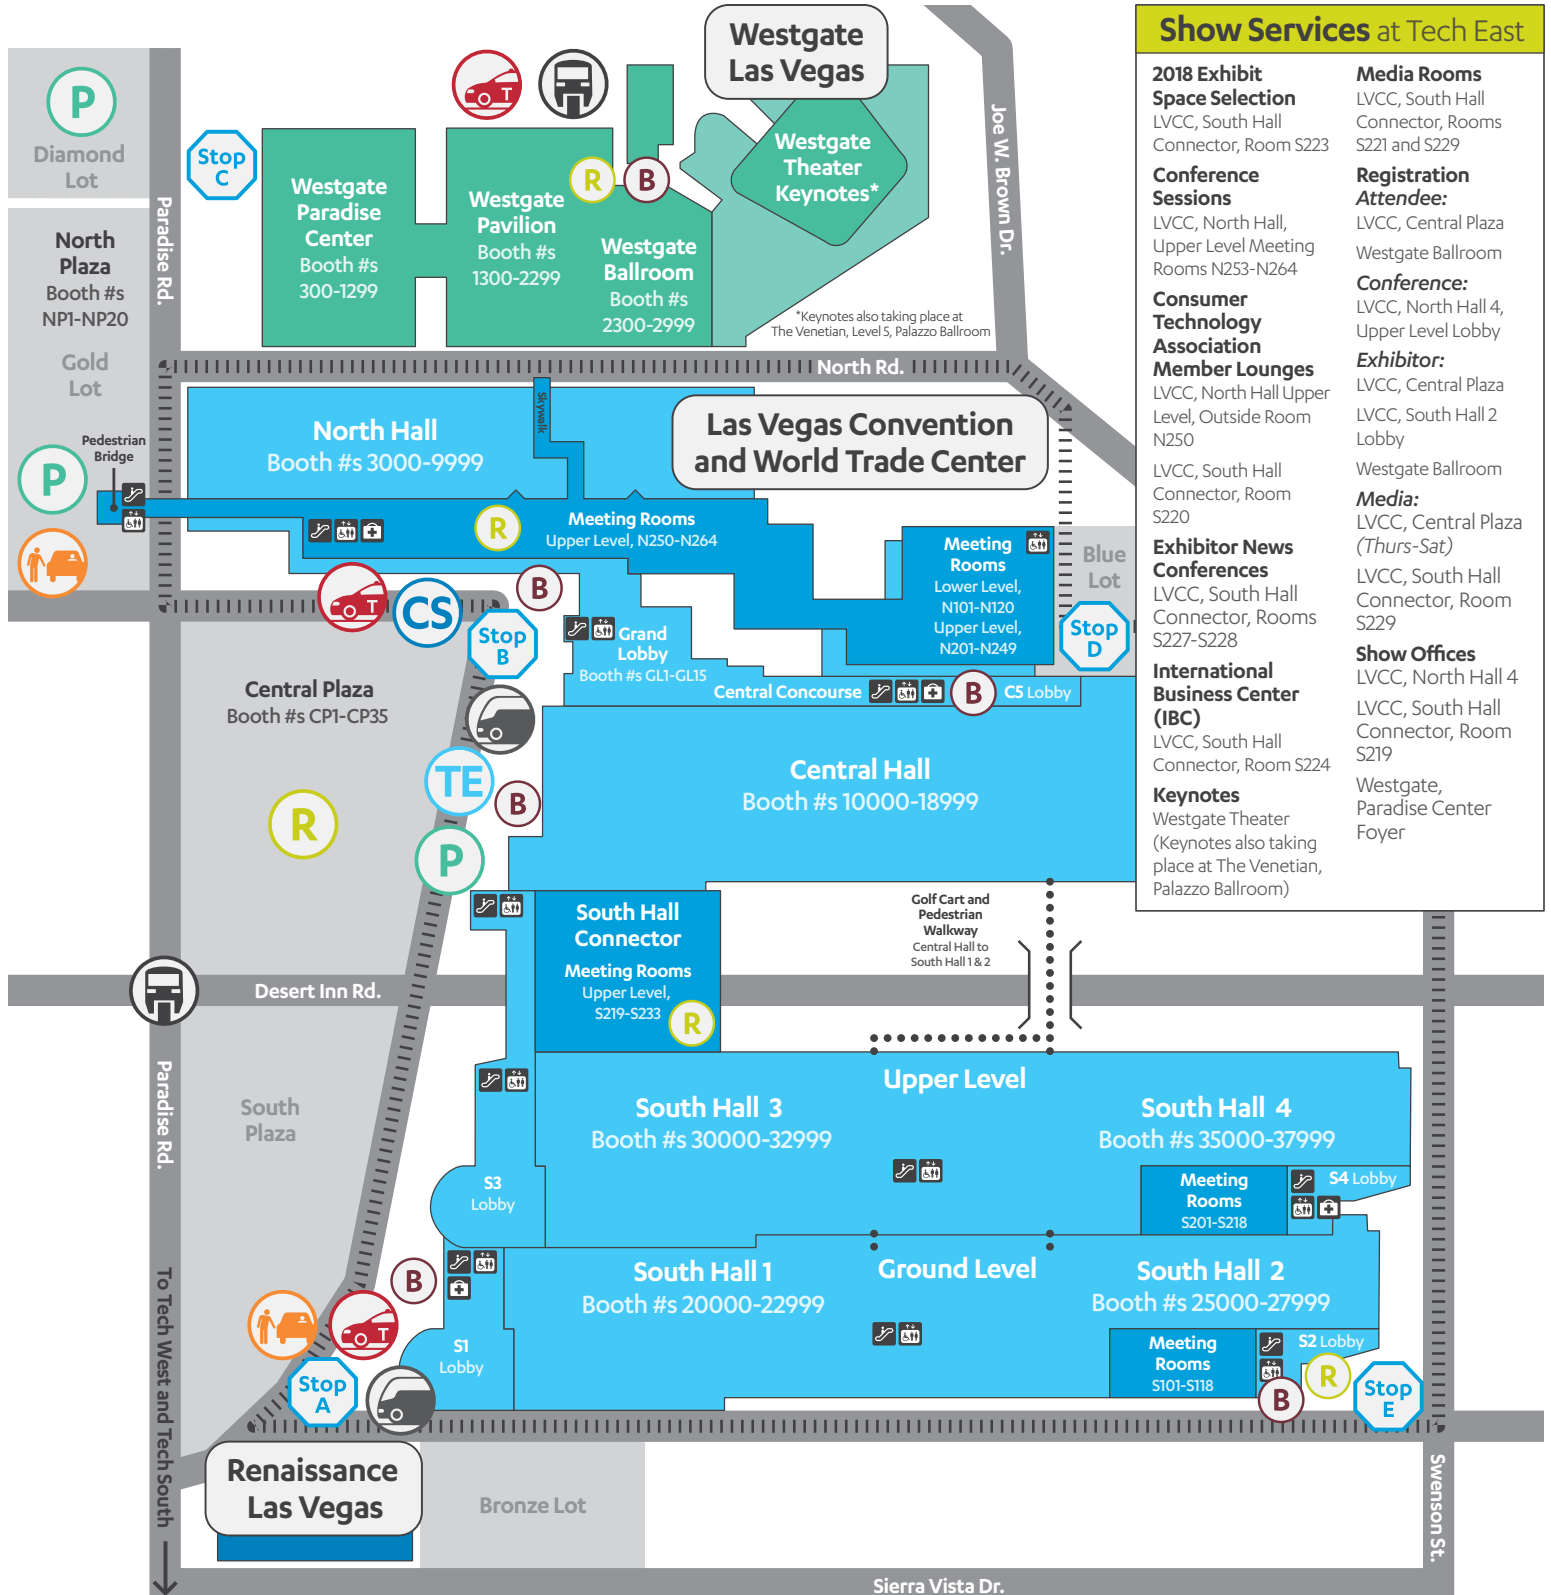 Westgate
Las Vegas
P
Diamond
Lot
Stop
C
T
R
B
Westgate
Paradise
Center
Booth #s
300-1299
Westgate
Pavilion
Booth #s
1300-2299
Westgate
Ballroom
Booth #s
2300-2999
Westgate
Theater
Keynotes*
*Keynotes also taking place at
The Venetian, Level 5, Palazzo Ballroom
Joe W. Brown Dr.
Paradise Rd.
North
Plaza
Booth #s
NP1-NP20
Gold
Lot
Pedestrian
Bridge
P
North Rd.
Skywalk
North Hall
Booth #s 3000-9999
Las Vegas Convention
and World Trade Center
R
Meeting Rooms
Upper Level, N250-N264
Meeting
Rooms
Lower Level,
N101-N120
Upper Level,
N201-N249
Blue
Lot
Stop
D
T
CS
B
Stop
B
Grand
Lobby
Booth #s GL1-GL15
Central Concourse
B
C5 Lobby
Central Plaza
Booth #s CP1-CP35
TE
B
R
P
Central Hall
Booth #s 10000-18999
South Hall
Connector
Meeting Rooms
Upper Level,
S219-S233
R
Golf Cart and
Pedestrian
Walkway
Central Hall to
South Hall 1 & 2
Desert Inn Rd.
Paradise Rd.
South
Plaza
Upper Level
South Hall 3
Booth #s 30000-32999
South Hall 4
Booth #s 35000-37999
Meeting
Rooms
S201-S218
S4 Lobby
S3
Lobby
B
South Hall 1
Booth #s 20000-22999
Ground Level
South Hall 2
Booth #s 25000-27999
Meeting
Rooms
S101-S118
S2 Lobby
B
R
Stop
E
T
S1
Lobby
Stop
A
To Tech West and Tech South
Renaissance
Las Vegas
Bronze Lot
Swenson St.
Sierra Vista Dr.
Show Services at Tech East
2018 Exhibit
Space Selection
LVCC, South Hall
Connector, Room S223
Conference
Sessions
LVCC, North Hall,
Upper Level Meeting
Rooms N253-N264
Consumer
Technology
Association
Member Lounges
LVCC, North Hall Upper
Level, Outside Room
N250
LVCC, South Hall
Connector, Room
S220
Exhibitor News
Conferences
LVCC, South Hall
Connector, Rooms
S227-S228
International
Business Center
(IBC)
LVCC, South Hall
Connector, Room S224
Keynotes
Westgate Theater
(Keynotes also taking
place at The Venetian,
Palazzo Ballroom)
Media Rooms
LVCC, South Hall
Connector, Rooms
S221 and S229
Registration
Attendee:
LVCC, Central Plaza
Westgate Ballroom
Conference:
LVCC, North Hall 4,
Upper Level Lobby
Exhibitor:
LVCC, Central Plaza
LVCC, South Hall 2
Lobby
Westgate Ballroom
Media:
LVCC, Central Plaza
(Thurs-Sat)
LVCC, South Hall
Connector, Room
S229
Show Offices
LVCC, North Hall 4
LVCC, South Hall
Connector, Room
S219
Westgate,
Paradise Center
Foyer